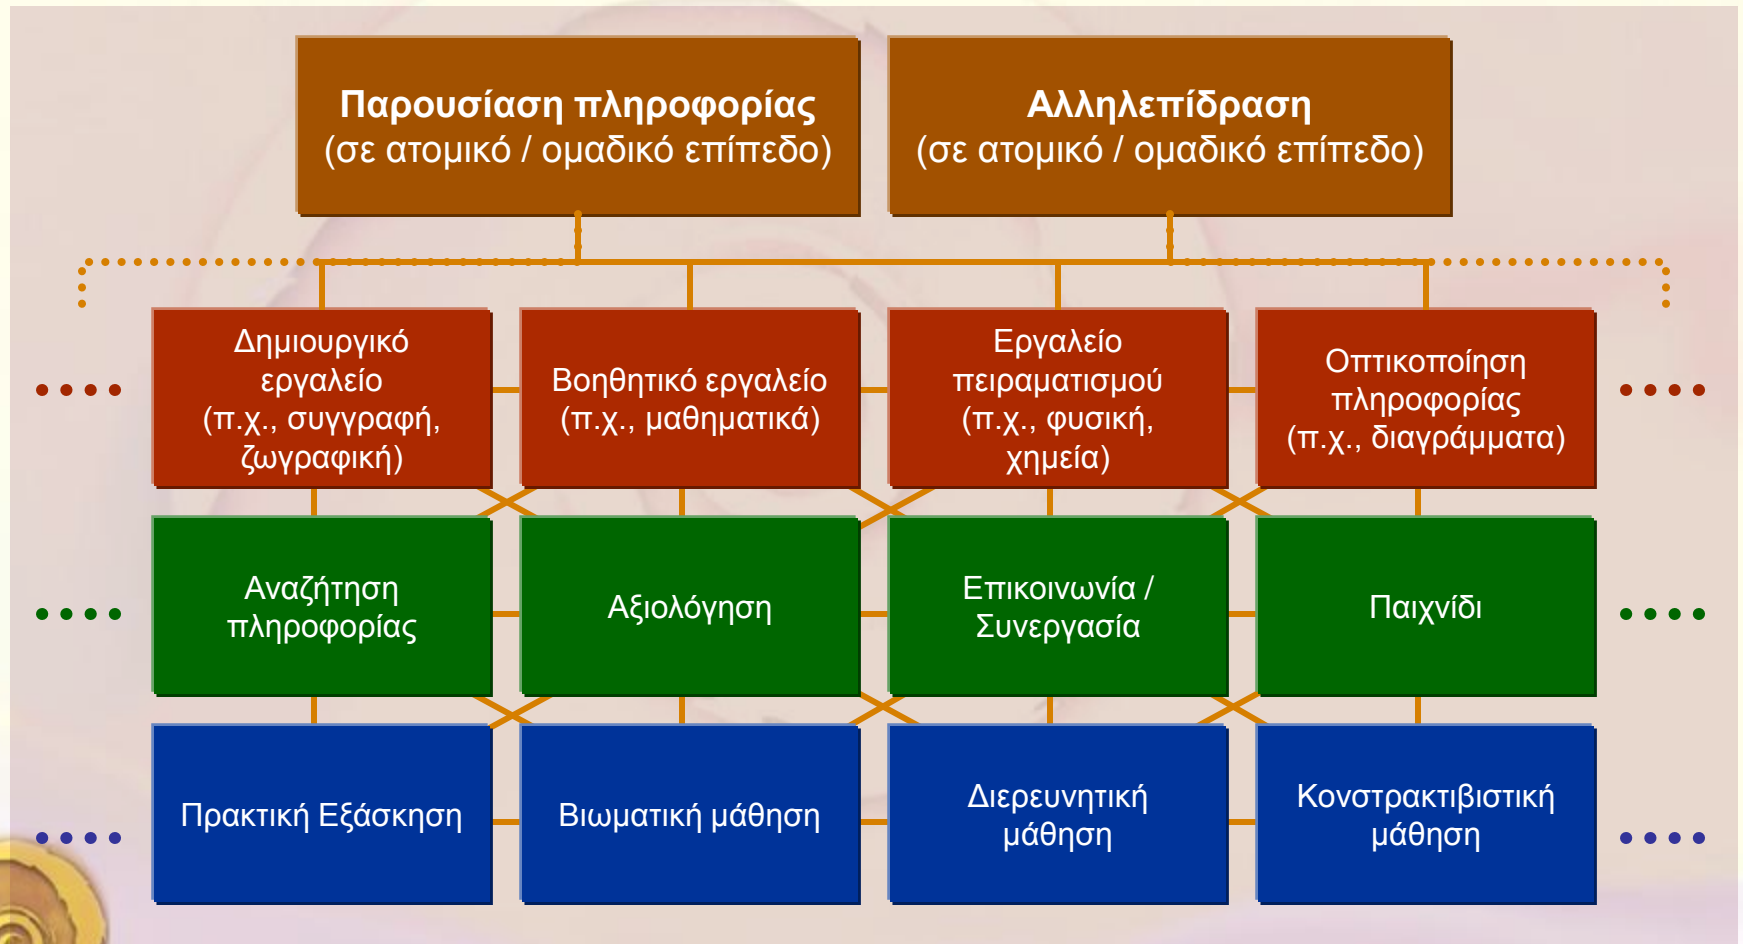 Παρουσίαση πληροφορίας
(σε ατομικό / ομαδικό επίπεδο)
Αλληλεπίδραση
(σε ατομικό / ομαδικό επίπεδο)
Δημιουργικό
εργαλείο
(π.χ., συγγραφή,
ζωγραφική)
Βοηθητικό εργαλείο
(π.χ., μαθηματικά)
Εργαλείο
πειραματισμού
(π.χ., φυσική,
χημεία)
Οπτικοποίηση
πληροφορίας
(π.χ., διαγράμματα)
Αναζήτηση
πληροφορίας
Αξιολόγηση
Επικοινωνία /
Συνεργασία
Παιχνίδι
Πρακτική Εξάσκηση
Βιωματική μάθηση
Διερευνητική
μάθηση
Κονστρακτιβιστική
μάθηση